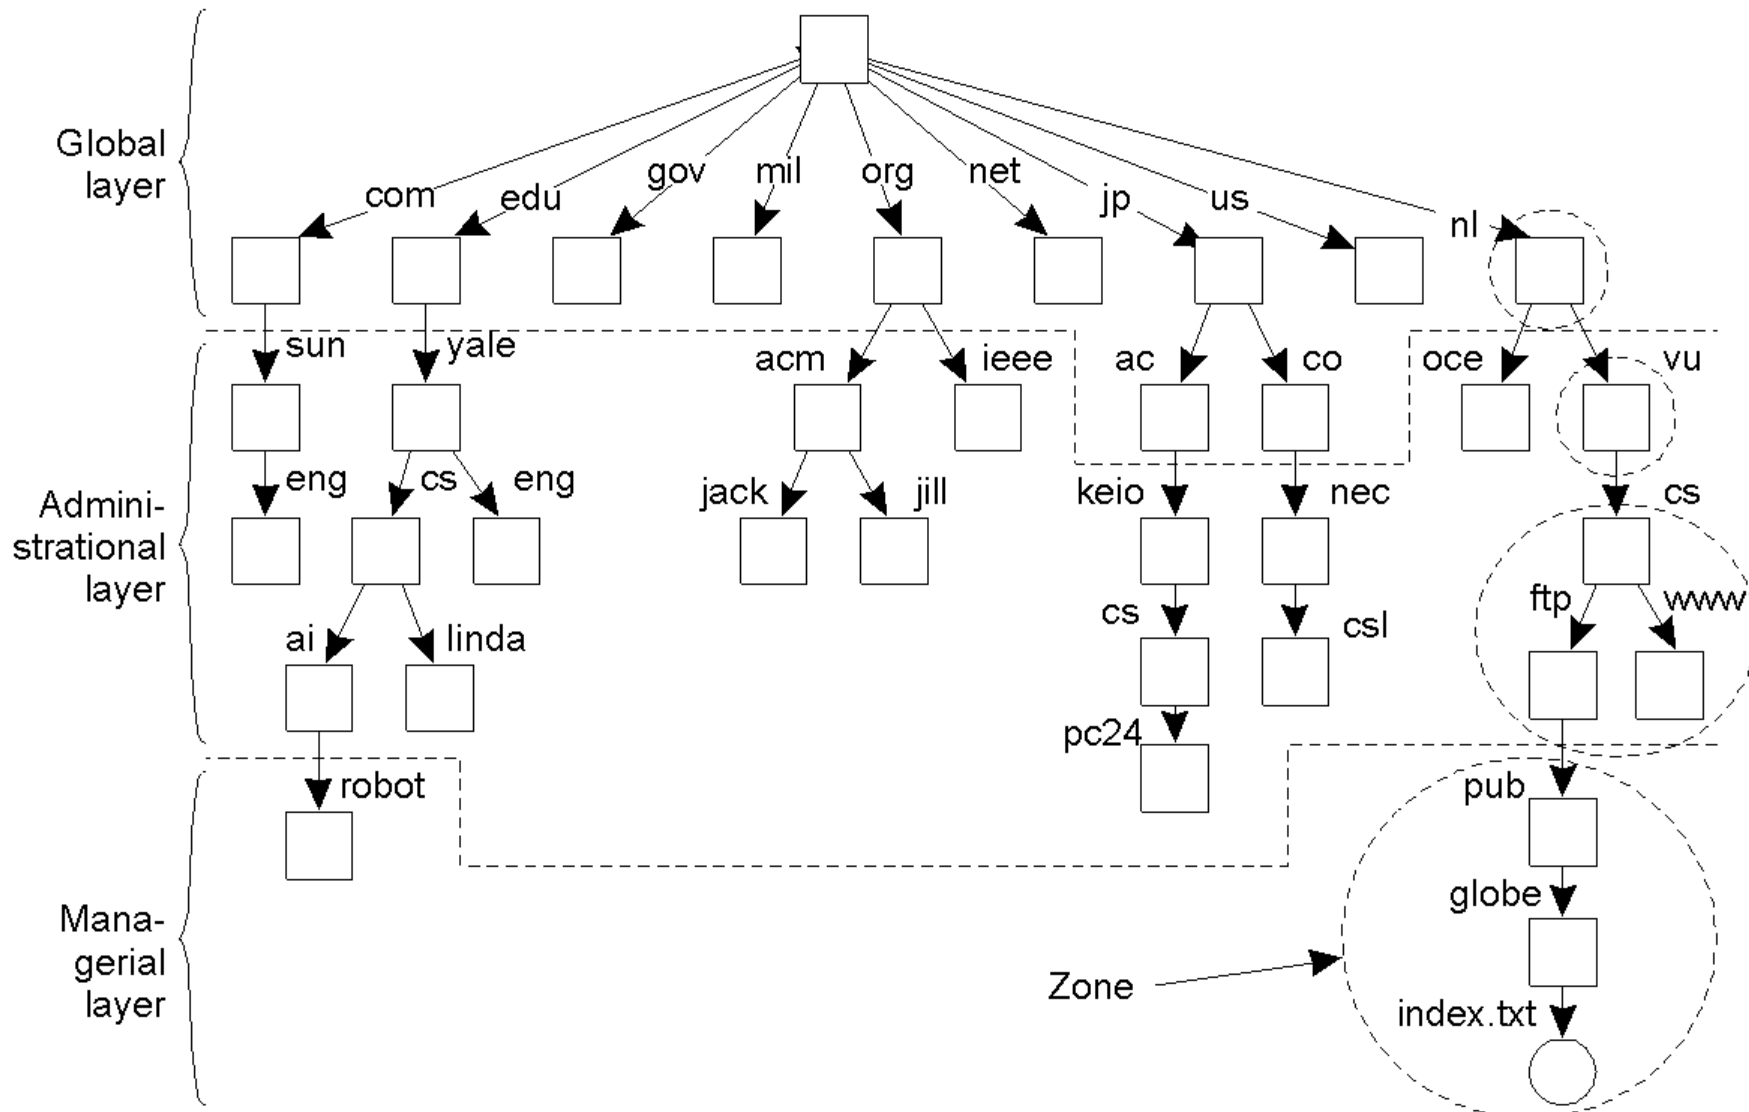 Global
layer
com
edu
gov
mil
org
net
jp
us
nl
sun
yale
acm
ieee
ac
co
oce
vu
Admini-
strational
layer
eng
cs
eng
jack
jill
keio
nec
cs
ai
linda
cs
csl
ftp
www
pc24
robot
pub
Mana-
gerial
layer
globe
Zone
index.txt